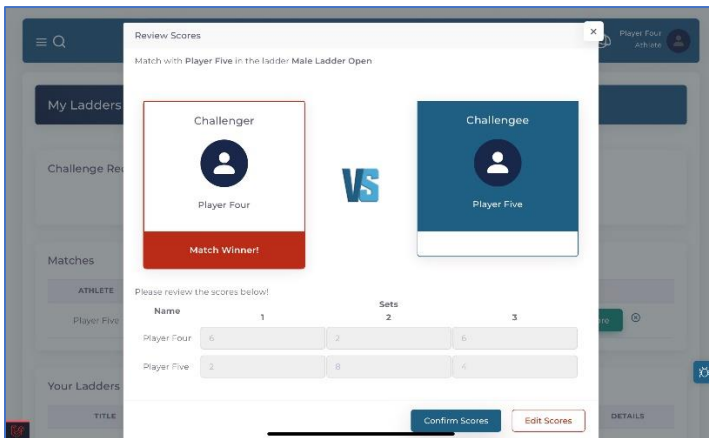 Review Scores
×
Player Four
Athlete
Match with Player Five in the ladder Male Ladder Open
My Ladders
Challenger
Challengee
Challenge Re
VS
Player Four
Player Five
Match Winner!
Matches
ATHLETE
Please review the scores below!
Name
Sets
1 2 3
Player Five
Player Four 6 2 6
Player Five 2 8 4
Your Ladders
TITLE
Confirm Scores
Edit Scores
DETAILS